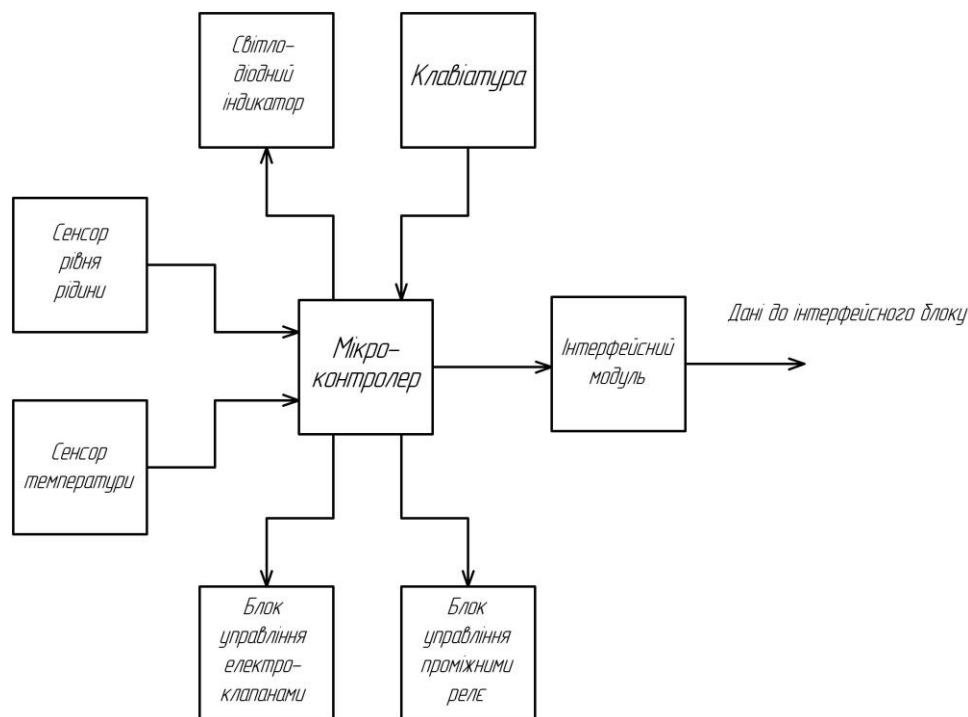 Світло-
діодний
індикатор
Клавіатура
Сенсор
рівня
рідини
Мікро-
контролер
Інтерфейсний
модуль
Дані до інтерфейсного блоку
Сенсор
температури
Блок
управління
електро-
клапанами
Блок
управління
проміжними
реле